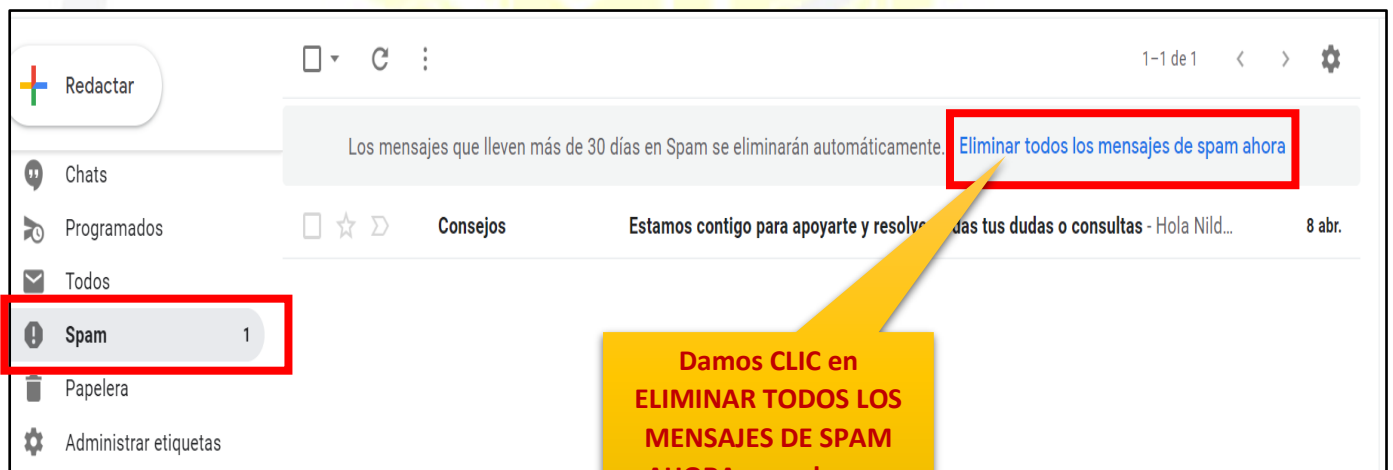 1–1 de 1
Redactar
Los mensajes que lleven más de 30 días en Spam se eliminarán automáticamente. Eliminar todos los mensajes de spam ahora
Chats
Consejos Estamos contigo para apoyarte y resolve das tus dudas o consultas - Hola Nild... 8 abr.
Programados
Todos
Spam 1
Papelera
Administrar etiquetas
Damos CLIC en
ELIMINAR TODOS LOS
MENSAJES DE SPAM
AHORA